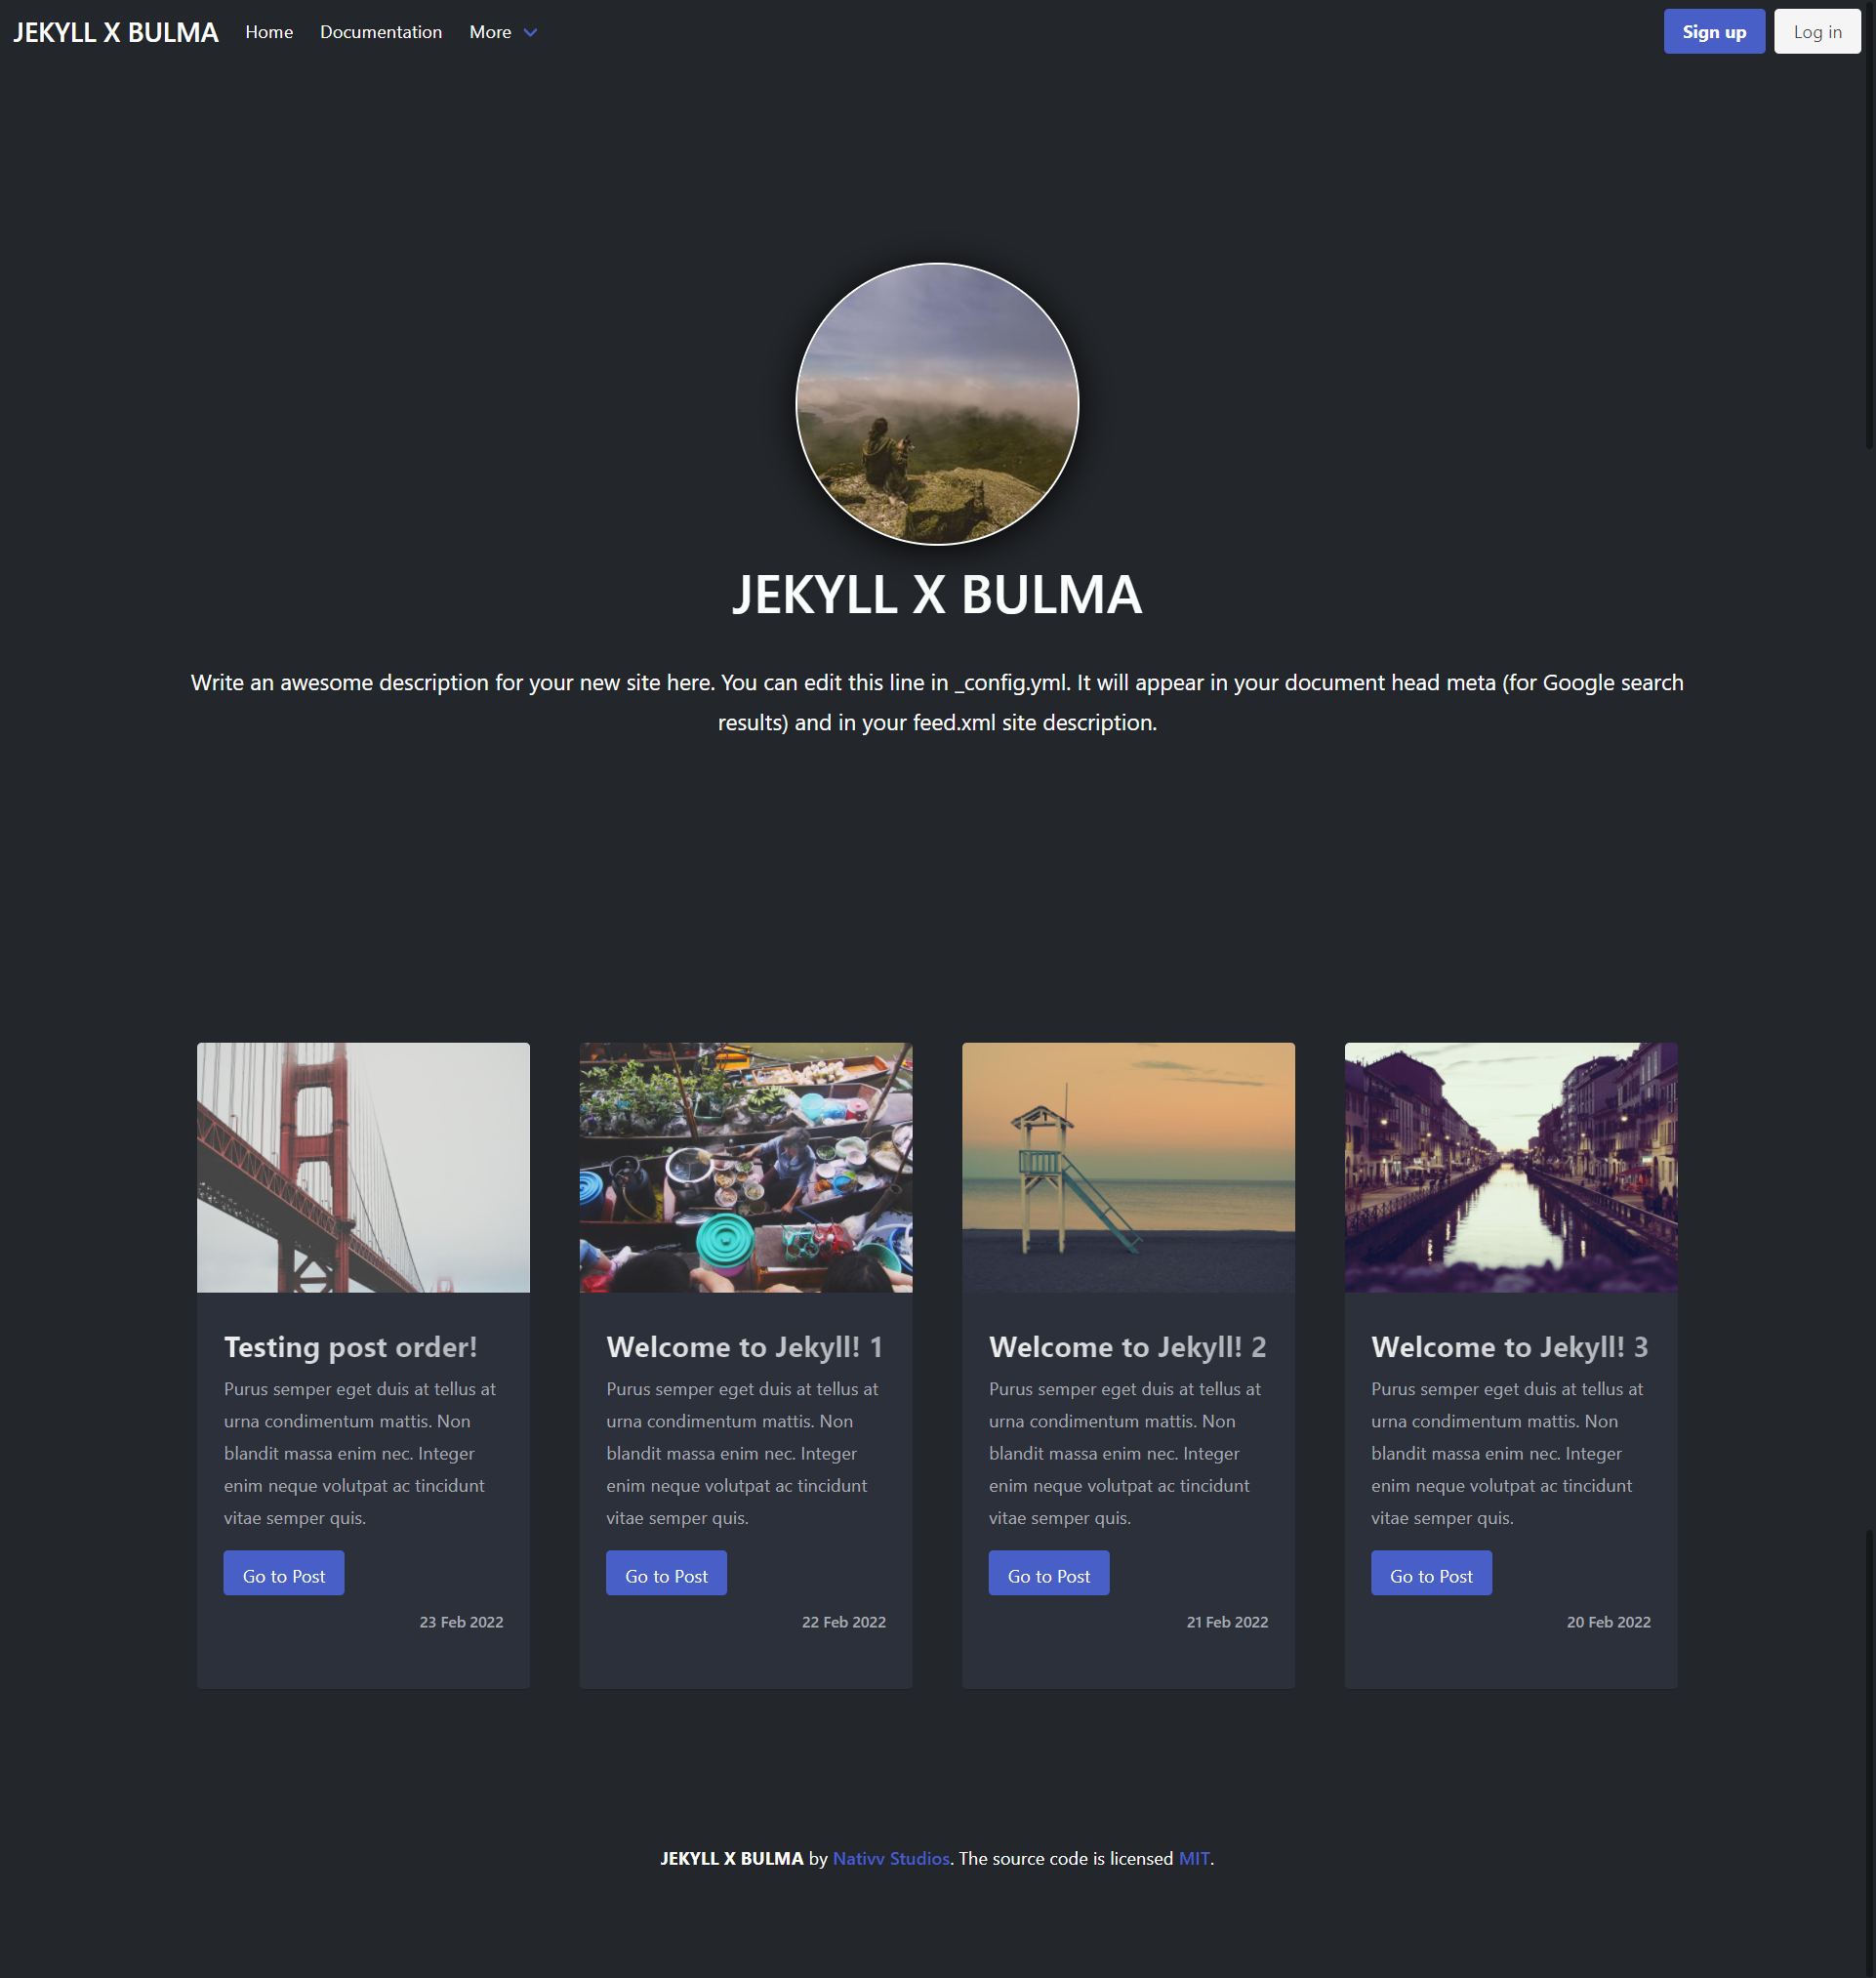 JEKYLL X BULMA Home Documentation More Sign up Log in
JEKYLL X BULMA
Write an awesome description for your new site here. You can edit this line in _config.yml. It will appear in your document head meta (for Google search
results) and in your feed.xml site description.
Testing post order!
Purus semper eget duis at tellus at
urna condimentum mattis. Non
blandit massa enim nec. Integer
enim neque volutpat ac tincidunt
vitae semper quis.
Go to Post
23 Feb 2022
Welcome to Jekyll! 1
Purus semper eget duis at tellus at
urna condimentum mattis. Non
blandit massa enim nec. Integer
enim neque volutpat ac tincidunt
vitae semper quis.
Go to Post
22 Feb 2022
Welcome to Jekyll! 2
Purus semper eget duis at tellus at
urna condimentum mattis. Non
blandit massa enim nec. Integer
enim neque volutpat ac tincidunt
vitae semper quis.
Go to Post
21 Feb 2022
Welcome to Jekyll! 3
Purus semper eget duis at tellus at
urna condimentum mattis. Non
blandit massa enim nec. Integer
enim neque volutpat ac tincidunt
vitae semper quis.
Go to Post
20 Feb 2022
JEKYLL X BULMA by Nativv Studios. The source code is licensed MIT.